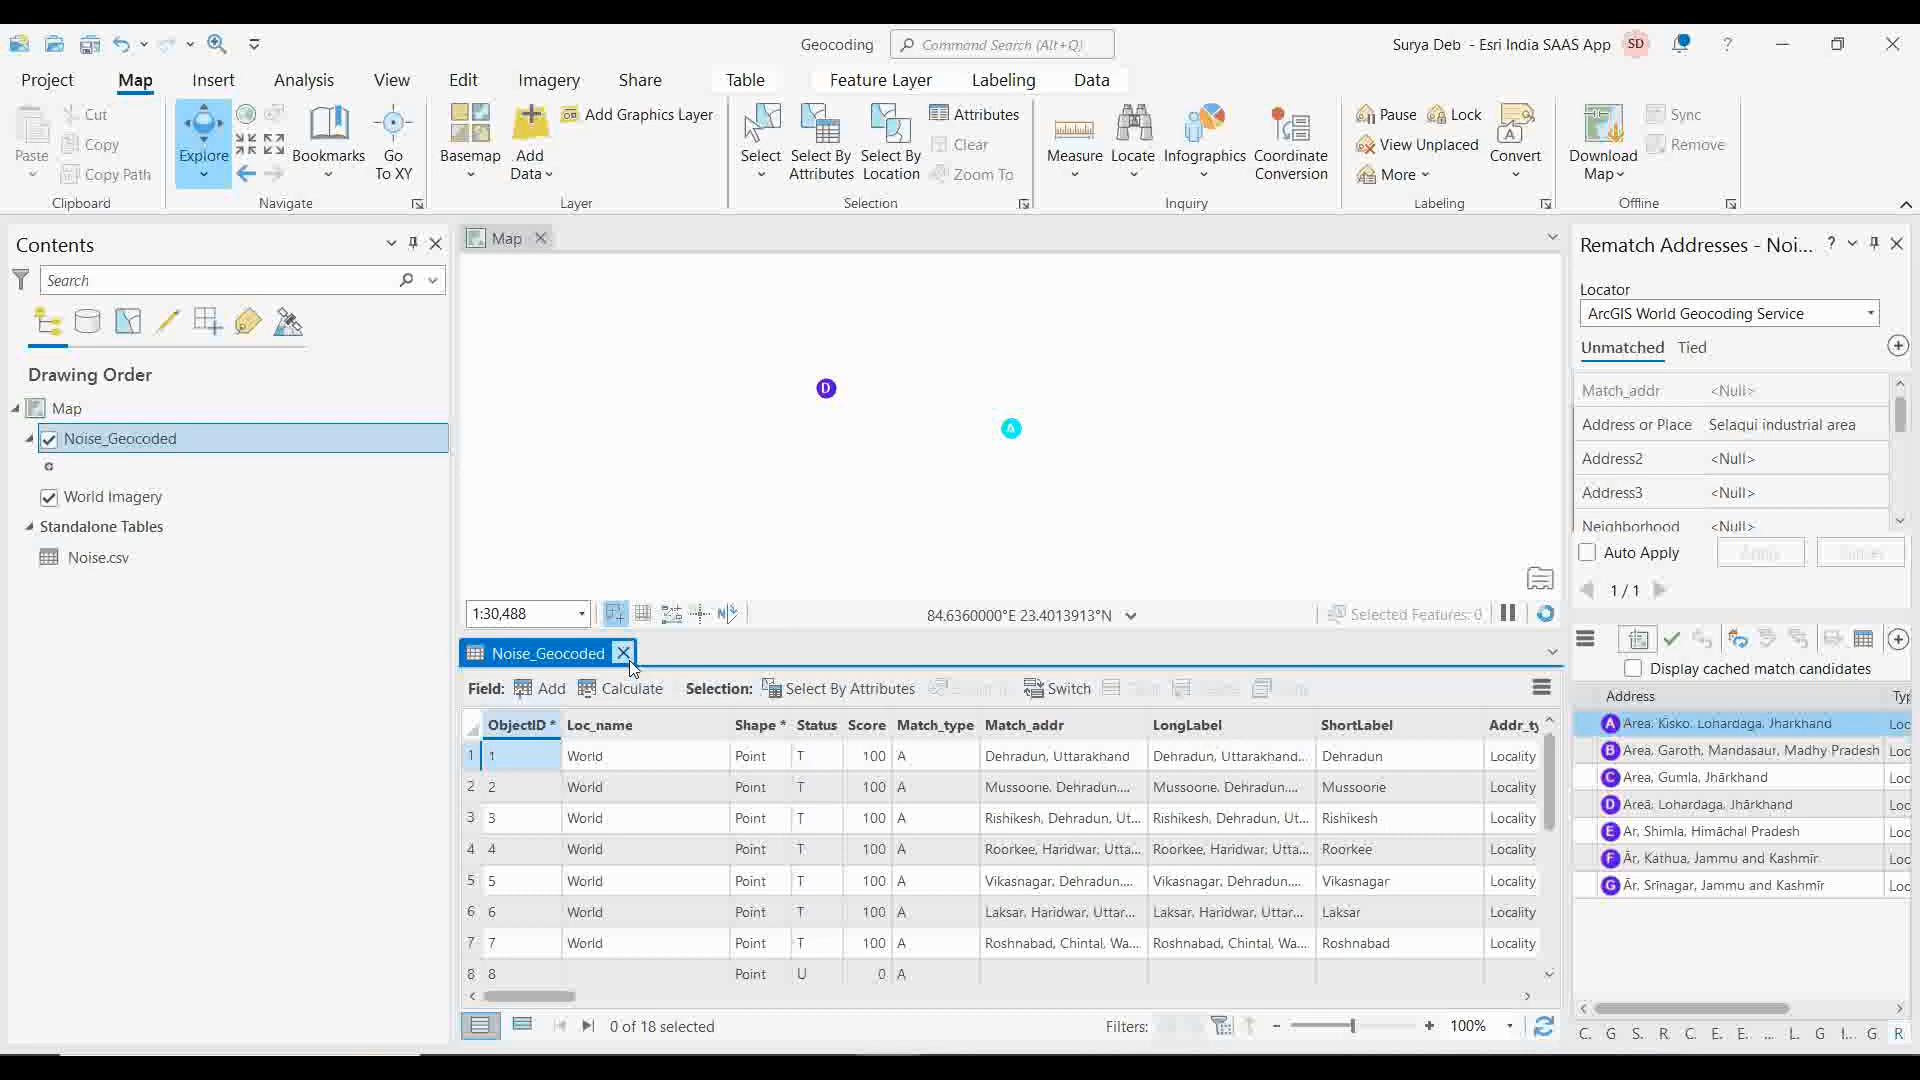 Geocoding
Command Search (Alt+Q)
Surya Deb - Esri India SAAS App
SD
?
Project
Map
Insert
Analysis
View
Edit
Imagery
Share
Table
Feature Layer
Labeling
Data
Paste
Cut
Copy
Copy Path
Clipboard
Explore
Bookmarks
Go
To XY
Navigate
Basemap
Add
Data
Add Graphics Layer
Layer
Select
Select By
Attributes
Select By
Location
Attributes
Clear
Zoom To
Selection
Measure
Locate
Infographics
Coordinate
Conversion
Inquiry
Pause
Lock
View Unplaced
More
Convert
Labeling
Download
Map
Sync
Remove
Offline
Contents
Search
Drawing Order
Map
Noise_Geocoded
World Imagery
Standalone Tables
Noise.csv
Map
D
A
1:30,488
84.6360000°E 23.4013913°N
Selected Features: 0
Noise_Geocoded
Field:
Add
Calculate
Selection:
Select By Attributes
Switch
ObjectID *
Loc_name
Shape *
Status
Score
Match_type
Match_addr
LongLabel
ShortLabel
Addr_ty
1 1 World Point T 100 A Dehradun, Uttarakhand Dehradun, Uttarakhand... Dehradun Locality
2 2 World Point T 100 A Mussoorie, Dehradun,... Mussoorie, Dehradun,... Mussoorie Locality
3 3 World Point T 100 A Rishikesh, Dehradun, Ut... Rishikesh, Dehradun, Ut... Rishikesh Locality
4 4 World Point T 100 A Roorkee, Haridwar, Utta... Roorkee, Haridwar, Utta... Roorkee Locality
5 5 World Point T 100 A Vikasnagar, Dehradun,... Vikasnagar, Dehradun,... Vikasnagar Locality
6 6 World Point T 100 A Laksar, Haridwar, Uttar... Laksar, Haridwar, Uttar... Laksar Locality
7 7 World Point T 100 A Roshnabad, Chintal, Wa... Roshnabad, Chintal, Wa... Roshnabad Locality
8 8 Point U 0 A
0 of 18 selected
Filters:
100%
Rematch Addresses - Noi...
?
Locator
ArcGIS World Geocoding Service
Unmatched
Tied
Match_addr <Null>
Address or Place Selaqui industrial area
Address2 <Null>
Address3 <Null>
Neighborhood <Null>
Auto Apply
1 / 1
Display cached match candidates
Address
Typ
A Area, Kisko, Lohardaga, Jharkhand Loc
B Area, Garoth, Mandasaur, Madhy Pradesh Loc
C Area, Gumla, Jhārkhand Loc
D Areā, Lohardaga, Jhārkhand Loc
E Ar, Shimla, Himāchal Pradesh Loc
F Ār, Kathua, Jammu and Kashmīr Loc
G Ār, Srīnagar, Jammu and Kashmīr Loc
C. G S. R C. E. E. ... L. G I... G R